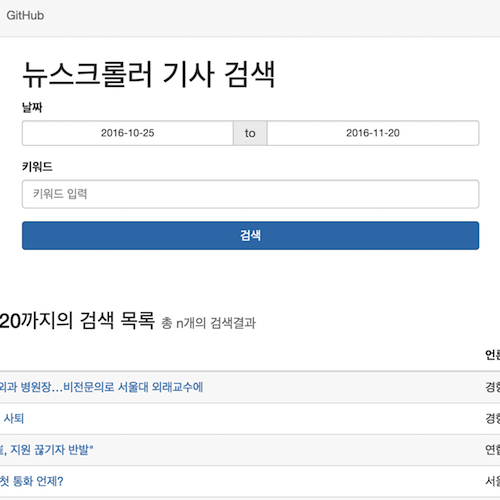 GitHub
뉴스크롤러 기사 검색
날짜
2016-10-25 to 2016-11-20
키워드
키워드 입력
검색
20까지의 검색 목록 총 n개의 검색결과
언론
외과 병원장...비전문의로 서울대 외래교수에 경향
사퇴 경향
, 지원 끊기자 반발" 연합
첫 통화 언제? 서울